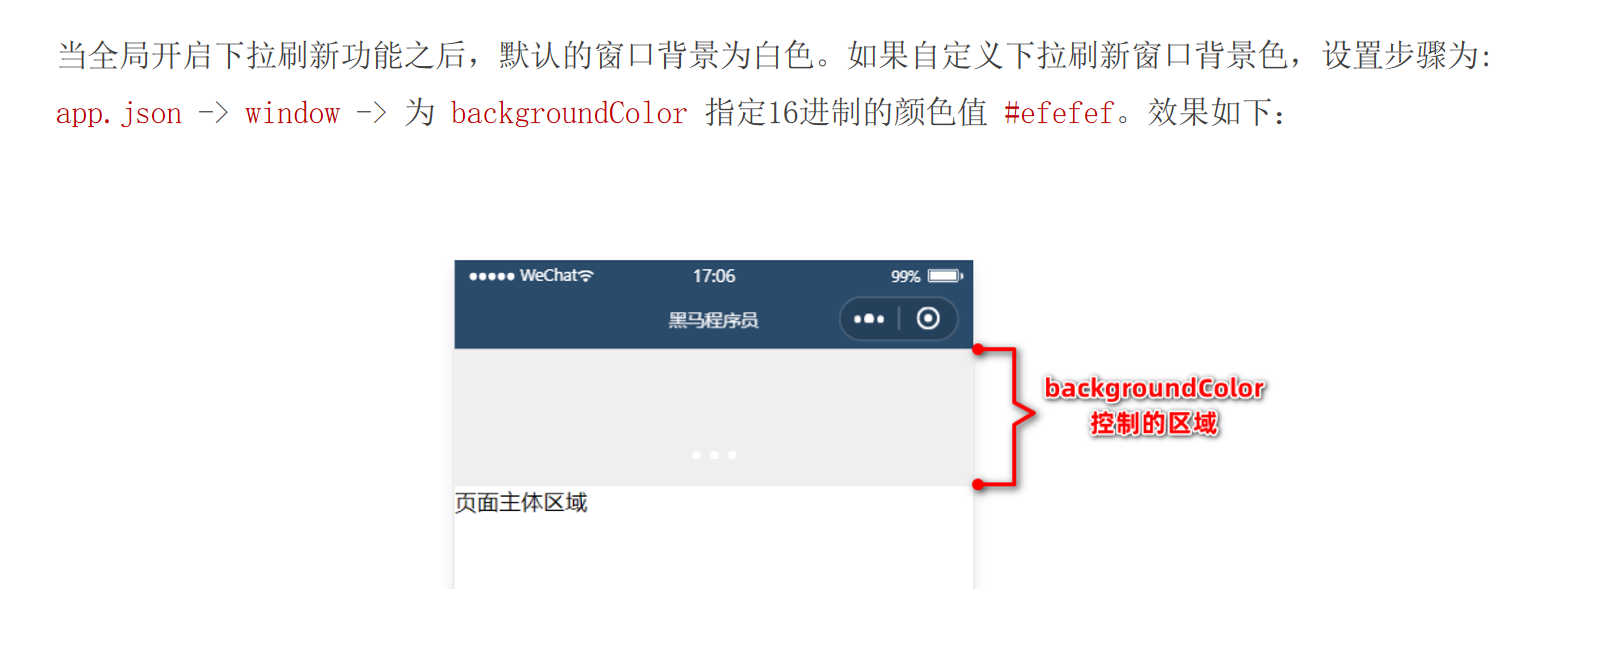 当全局开启下拉刷新功能之后，默认的窗口背景为白色。如果自定义下拉刷新窗口背景色，设置步骤为:
app.json -> window -> 为 backgroundColor 指定16进制的颜色值 #efefef。效果如下：
WeChat 17:06 99%
黑马程序员
backgroundColor
控制的区域
页面主体区域